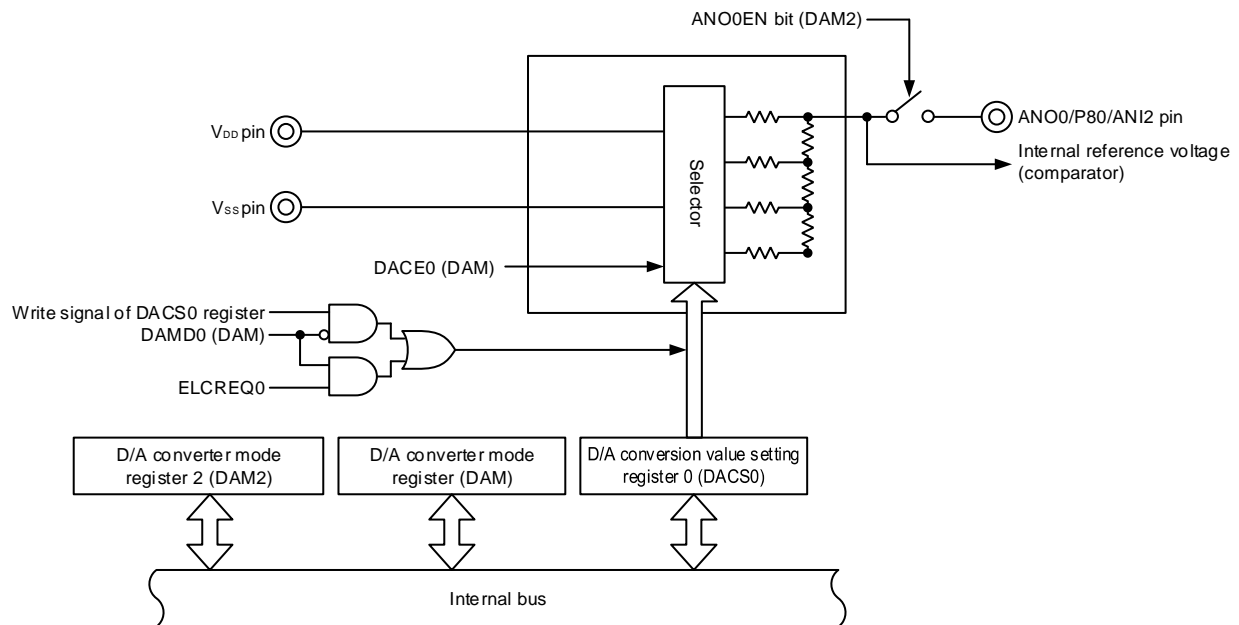 ANO0EN bit (DAM2)
VDD pin
ANO0/P80/ANI2 pin
Internal reference voltage
(comparator)
Selector
VSS pin
DACE0 (DAM)
Write signal of DACS0 register
DAMD0 (DAM)
ELCREQ0
D/A converter mode
register 2 (DAM2)
D/A converter mode
register (DAM)
D/A conversion value setting
register 0 (DACS0)
Internal bus